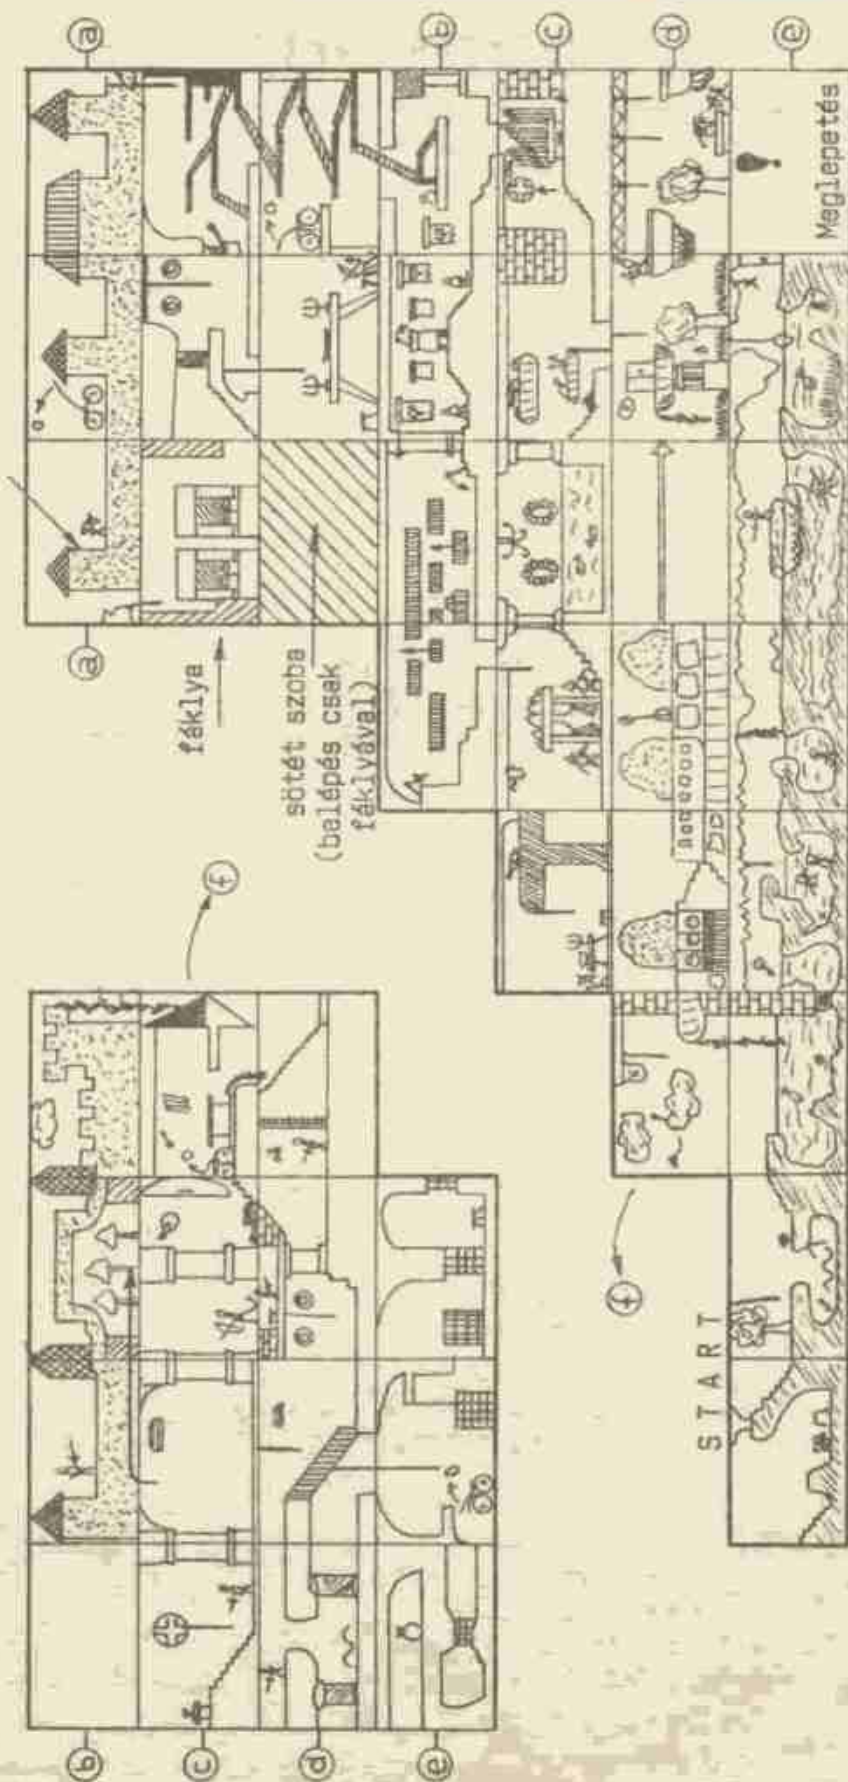 a
a
b
fáklya
c
f
sötét szoba
(belépés csak
fáklyával)
d
b
e
c
f
d
START
e
Meglepetés